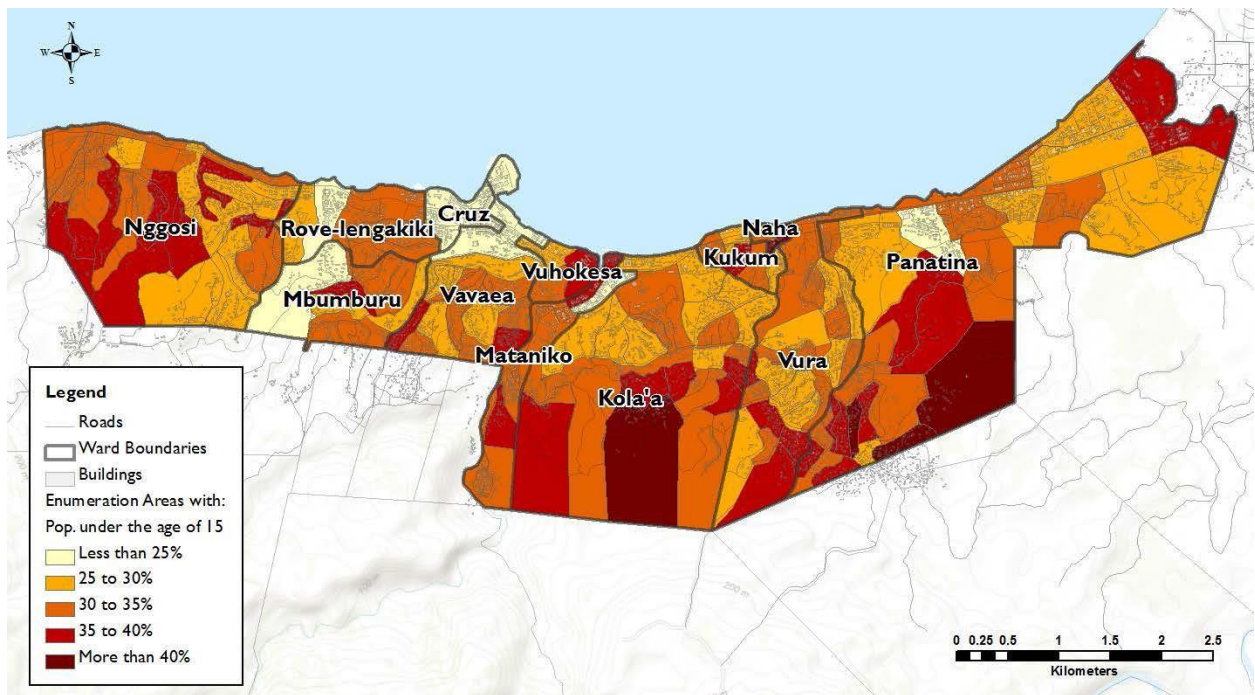 N
W E
S
Naha
Cruz
Nggosi
Rove-lengakiki
Kukum
Panatina
Vuhokesa
Mbumburu
Vavaea
Mataniko
Vura
Kola'a
Legend
Roads
Ward Boundaries
Buildings
Enumeration Areas with:
Pop. under the age of 15
Less than 25%
25 to 30%
30 to 35%
35 to 40%
More than 40%
200 m
0 0.25 0.5 1 1.5 2 2.5
Kilometers